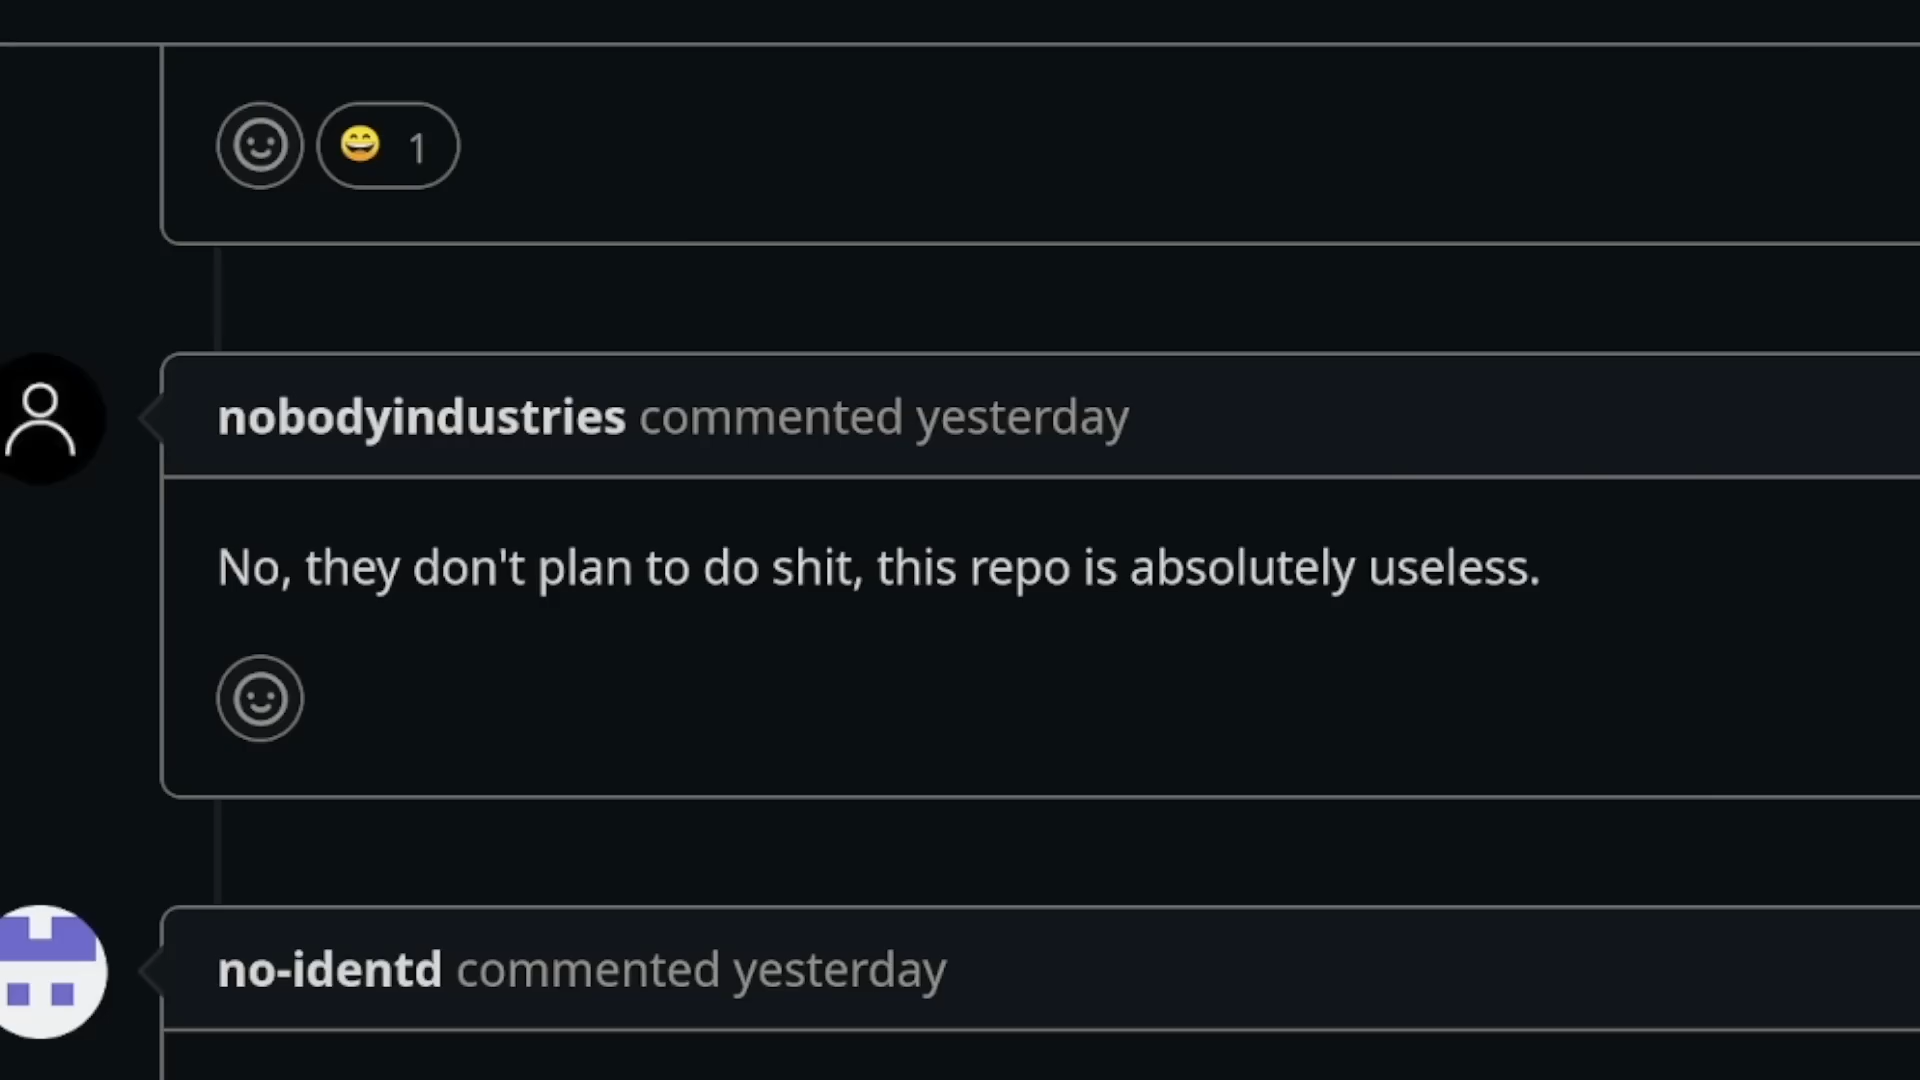 1
nobodyindustries commented yesterday
No, they don't plan to do shit, this repo is absolutely useless.
no-identd commented yesterday